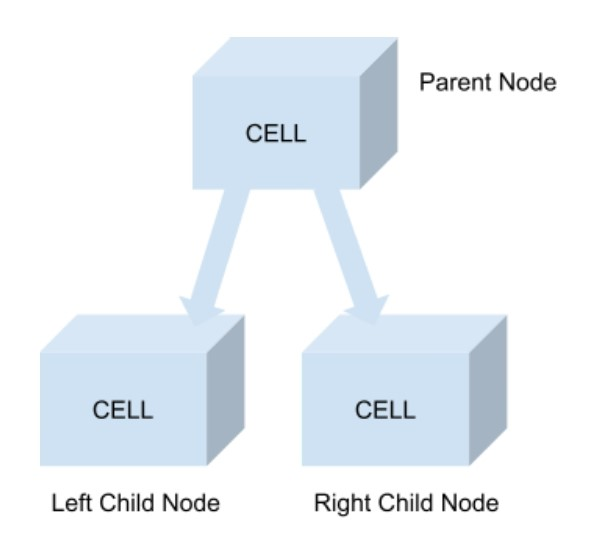 Parent Node
CELL
CELL
CELL
Left Child Node
Right Child Node